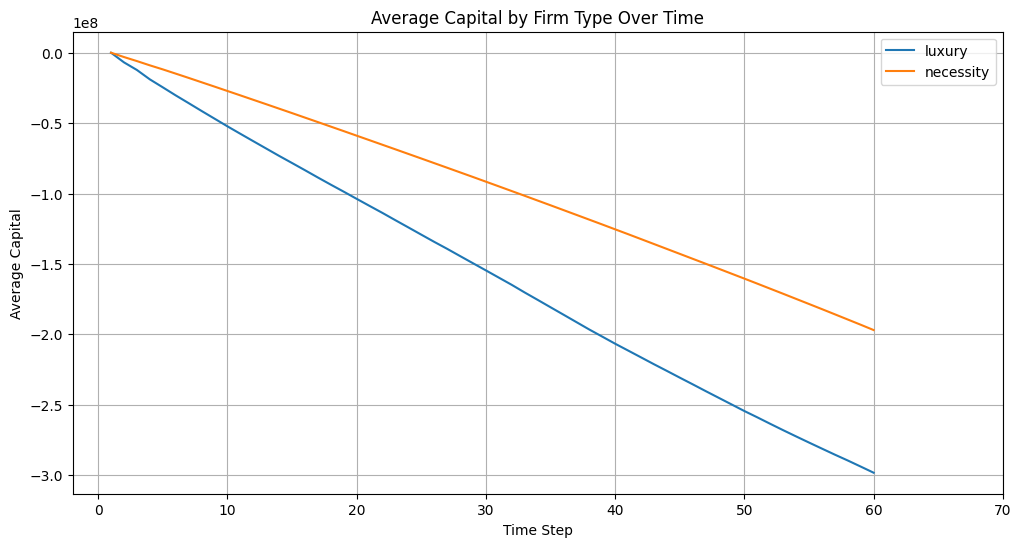 Average Capital by Firm Type Over Time
1e8
0.0
−0.5
−1.0
−1.5
−2.0
−2.5
−3.0
Average Capital
luxury
necessity
0 10 20 30 40 50 60 70
Time Step